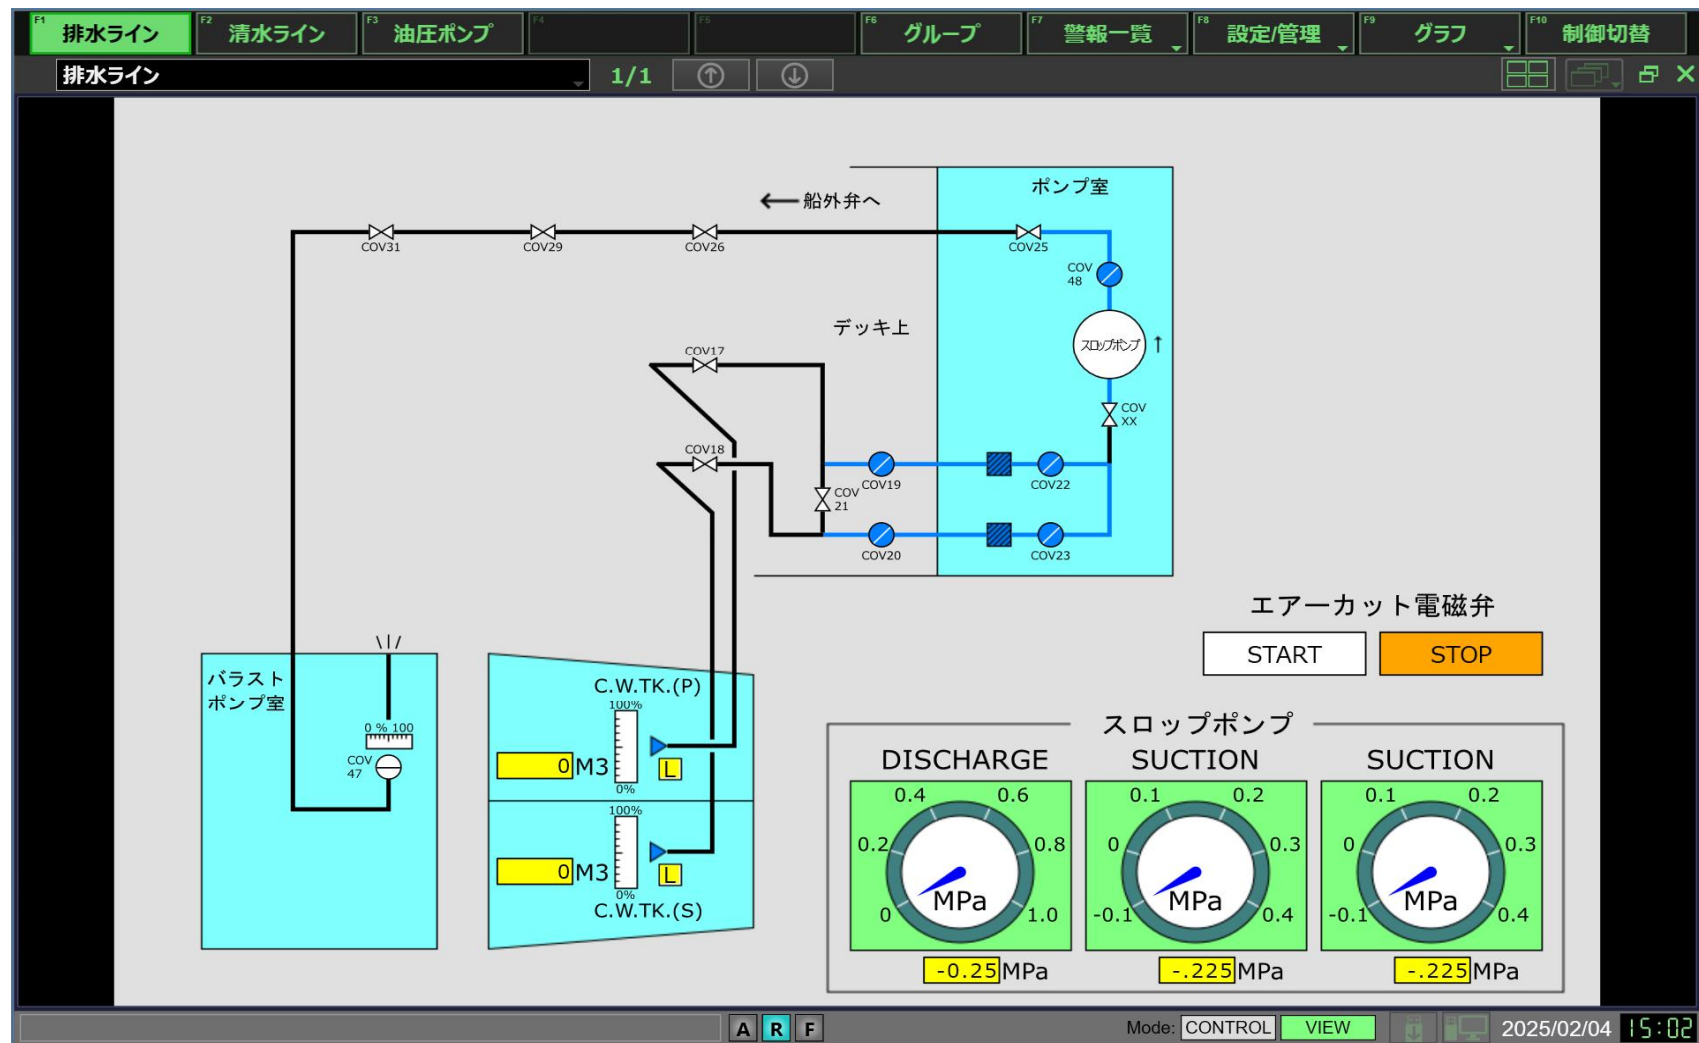 F1 排水ライン
F2 清水ライン
F3 油圧ポンプ
F4
F5
F6 グループ
F7 警報一覧
F8 設定/管理
F9 グラフ
F10 制御切替
排水ライン
1/1
ポンプ室
← 船外弁へ
COV31
COV29
COV26
COV25
COV
48
デッキ上
スロップポンプ
↑
COV17
COV
XX
COV18
COV19
COV22
COV
21
COV20
COV23
エアーカット電磁弁
START
STOP
バラスト
ポンプ室
0 % 100
COV
47
C.W.TK.(P)
100%
0 M3
L
0%
100%
0 M3
L
0%
C.W.TK.(S)
スロップポンプ
DISCHARGE
0.4 0.6
0.2 0.8
MPa
0 1.0
-0.25 MPa
SUCTION
0.1 0.2
0 0.3
MPa
-0.1 0.4
-.225 MPa
SUCTION
0.1 0.2
0 0.3
MPa
-0.1 0.4
-.225 MPa
A R F
Mode: CONTROL VIEW
2025/02/04 15:02